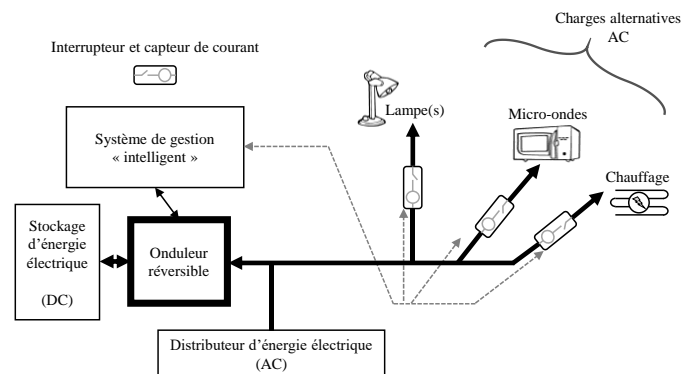 Charges alternatives
AC
Interrupteur et capteur de courant
Lampe(s)
Micro-ondes
Système de gestion
« intelligent »
Chauffage
Stockage
d’énergie
électrique
(DC)
Onduleur
réversible
Distributeur d’énergie électrique
(AC)